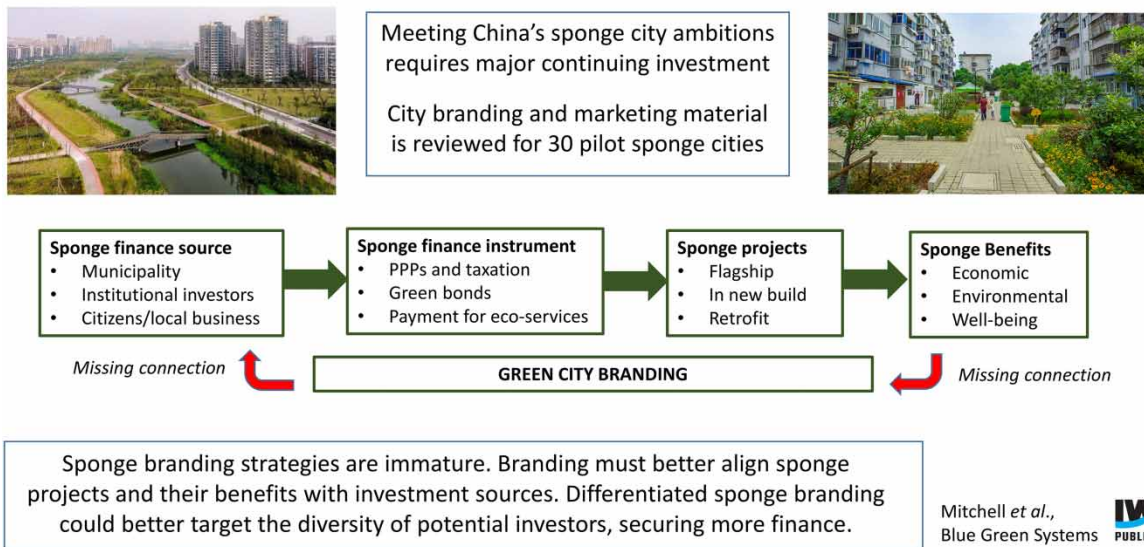 Meeting China's sponge city ambitions
requires major continuing investment
City branding and marketing material
is reviewed for 30 pilot sponge cities
Sponge finance source
• Municipality
• Institutional investors
• Citizens/local business
Sponge finance instrument
• PPPs and taxation
• Green bonds
• Payment for eco-services
Sponge projects
• Flagship
• In new build
• Retrofit
Sponge Benefits
• Economic
• Environmental
• Well-being
Missing connection
GREEN CITY BRANDING
Missing connection
Sponge branding strategies are immature. Branding must better align sponge
projects and their benefits with investment sources. Differentiated sponge branding
could better target the diversity of potential investors, securing more finance.
Mitchell et al.,
Blue Green Systems